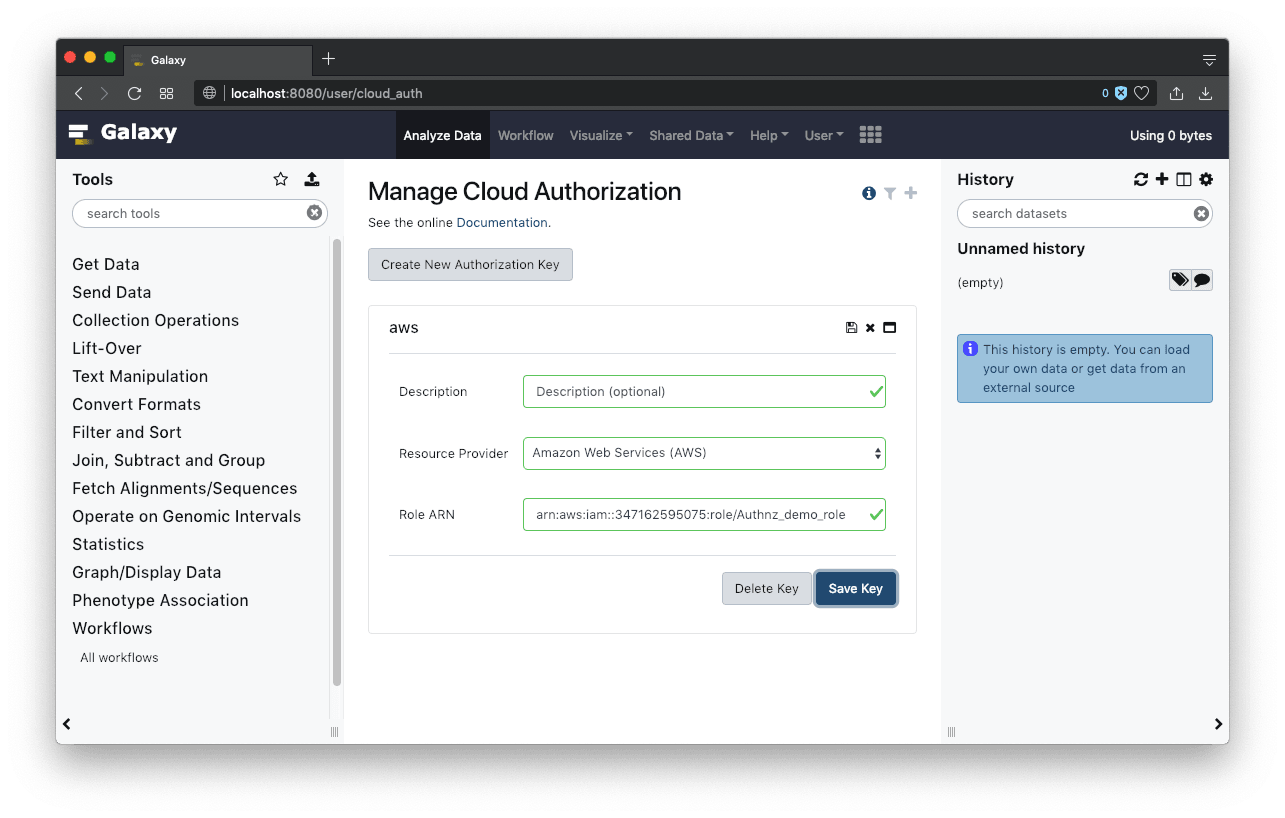 Galaxy
localhost:8080/user/cloud_auth
0
Galaxy
Analyze Data Workflow Visualize Shared Data Help User
Using 0 bytes
Tools
search tools
Get Data
Send Data
Collection Operations
Lift-Over
Text Manipulation
Convert Formats
Filter and Sort
Join, Subtract and Group
Fetch Alignments/Sequences
Operate on Genomic Intervals
Statistics
Graph/Display Data
Phenotype Association
Workflows
All workflows
Manage Cloud Authorization
See the online Documentation.
Create New Authorization Key
aws
Description Description (optional)
Resource Provider Amazon Web Services (AWS)
Role ARN arn:aws:iam::347162595075:role/Authnz_demo_role
Delete Key Save Key
History
search datasets
Unnamed history
(empty)
This history is empty. You can load
your own data or get data from an
external source